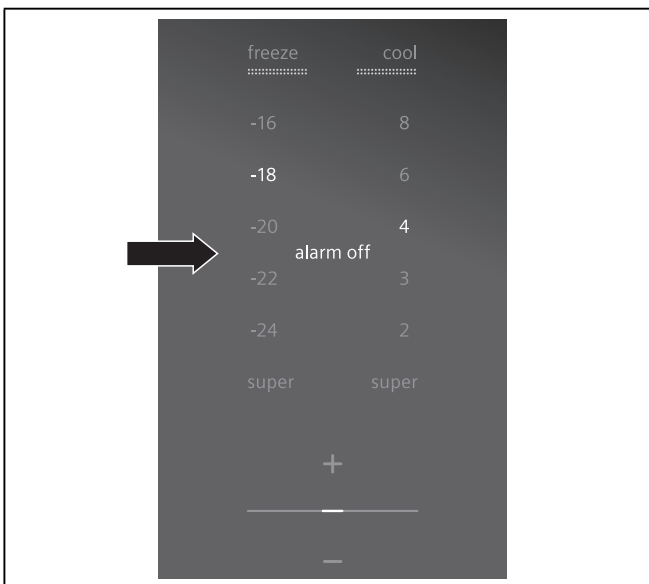 freeze cool
-16 8
-18 6
-20 4
alarm off
-22 3
-24 2
super super
+
−